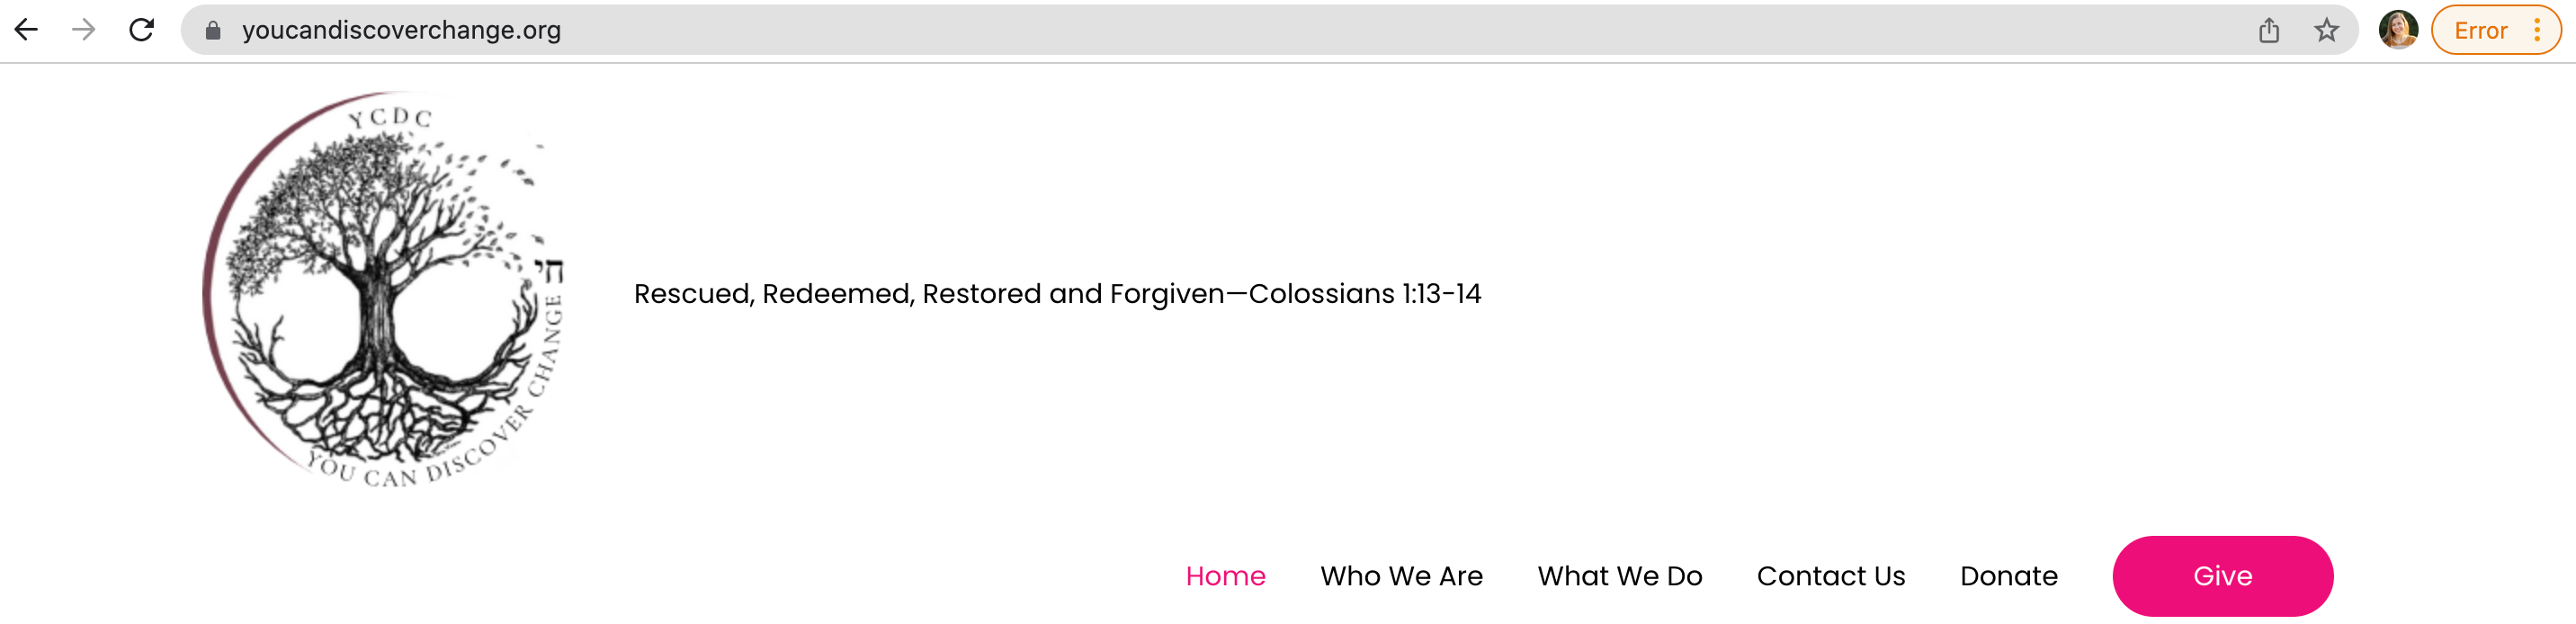 youcandiscoverchange.org
Error
YCDC
חי
YOU CAN DISCOVER CHANGE
Rescued, Redeemed, Restored and Forgiven—Colossians 1:13-14
Home Who We Are What We Do Contact Us Donate Give